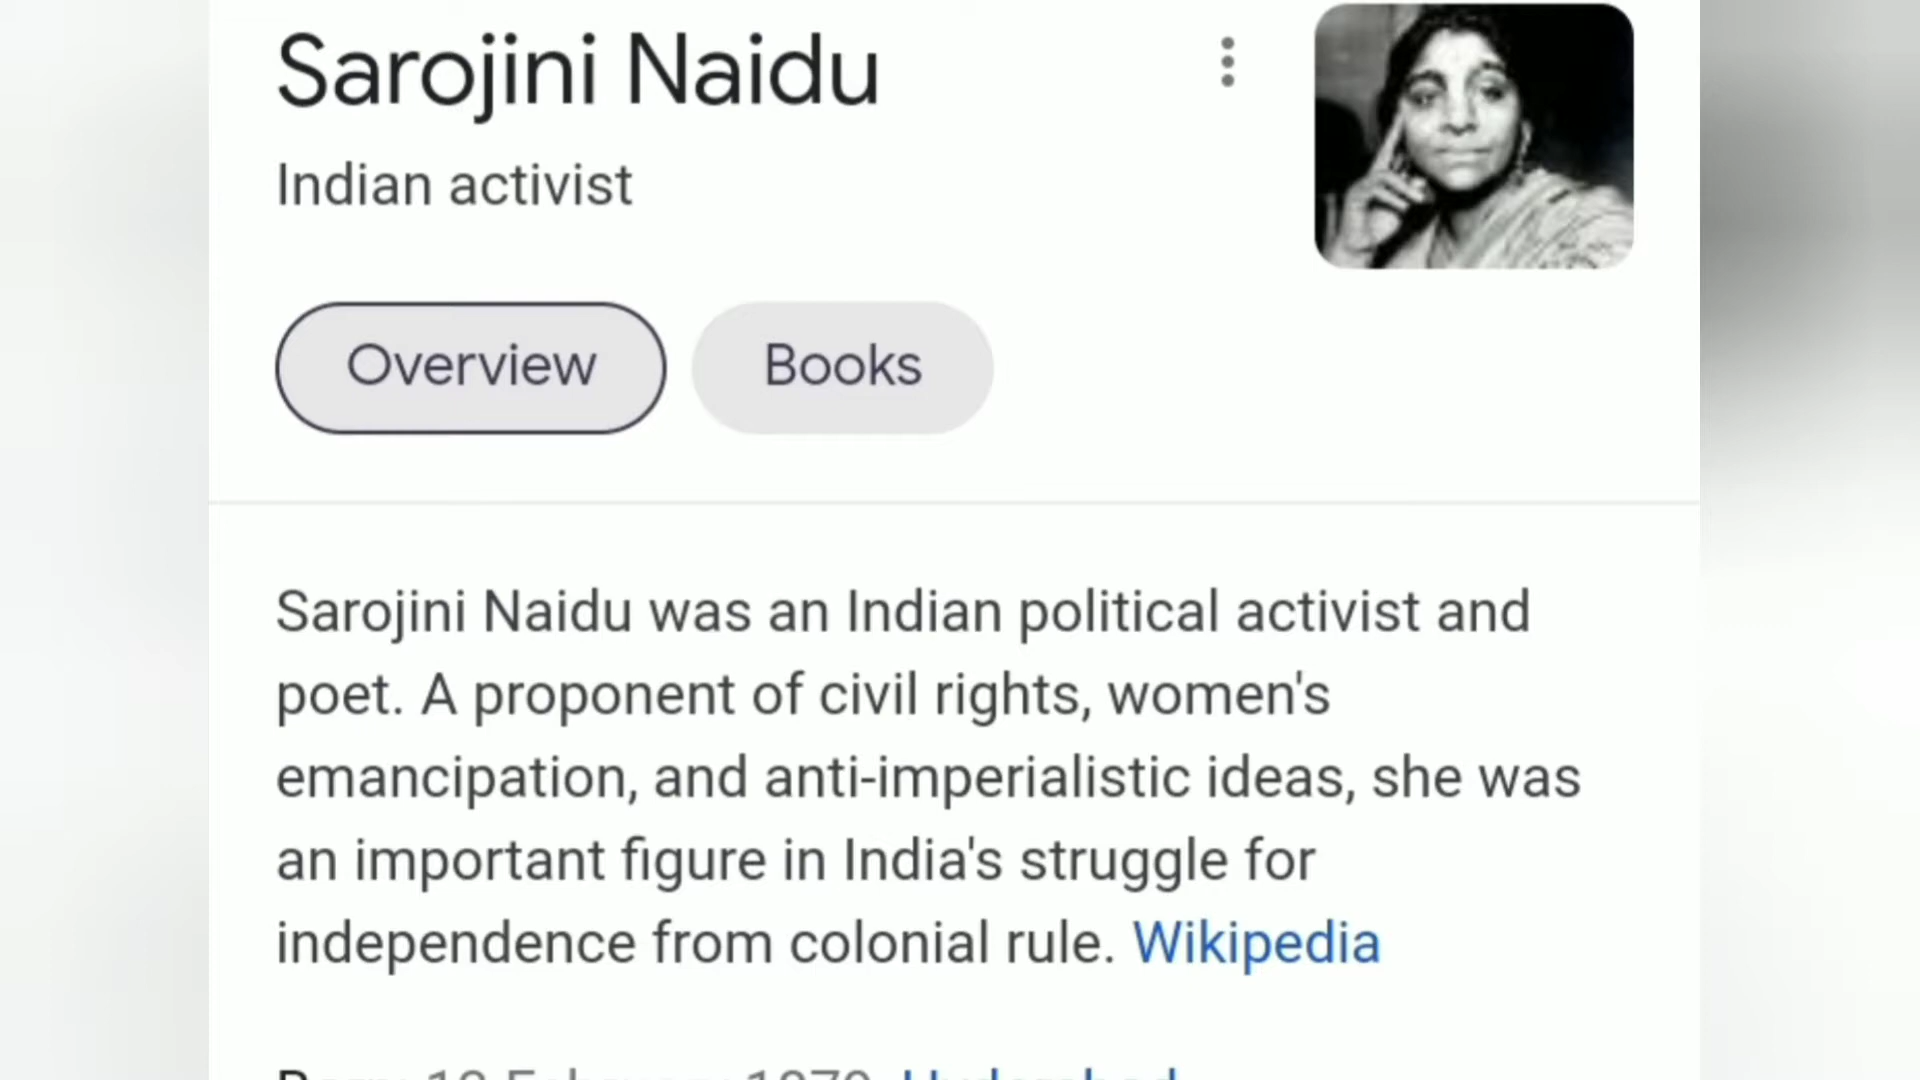 Sarojini Naidu
Indian activist
Overview
Books
Sarojini Naidu was an Indian political activist and
poet. A proponent of civil rights, women's
emancipation, and anti-imperialistic ideas, she was
an important figure in India's struggle for
independence from colonial rule. Wikipedia